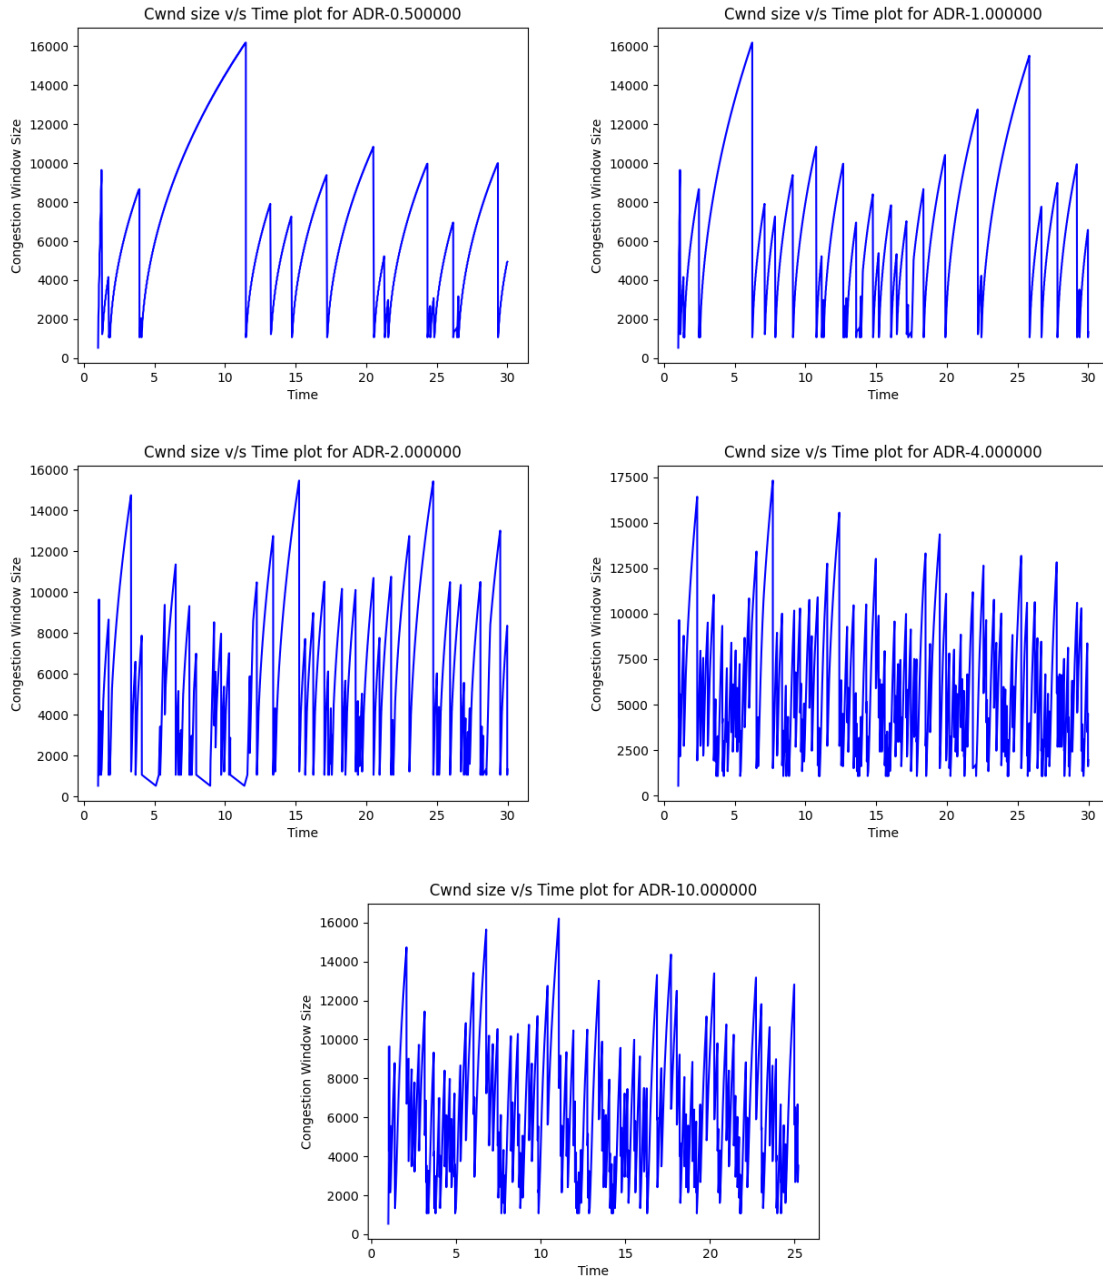 Cwnd size v/s Time plot for ADR-0.500000
16000
14000
12000
10000
8000
6000
4000
2000
0
Congestion Window Size
0 5 10 15 20 25 30
Time
Cwnd size v/s Time plot for ADR-1.000000
16000
14000
12000
10000
8000
6000
4000
2000
0
Congestion Window Size
0 5 10 15 20 25 30
Time
Cwnd size v/s Time plot for ADR-2.000000
16000
14000
12000
10000
8000
6000
4000
2000
0
Congestion Window Size
0 5 10 15 20 25 30
Time
Cwnd size v/s Time plot for ADR-4.000000
17500
15000
12500
10000
7500
5000
2500
0
Congestion Window Size
0 5 10 15 20 25 30
Time
Cwnd size v/s Time plot for ADR-10.000000
16000
14000
12000
10000
8000
6000
4000
2000
0
Congestion Window Size
0 5 10 15 20 25
Time